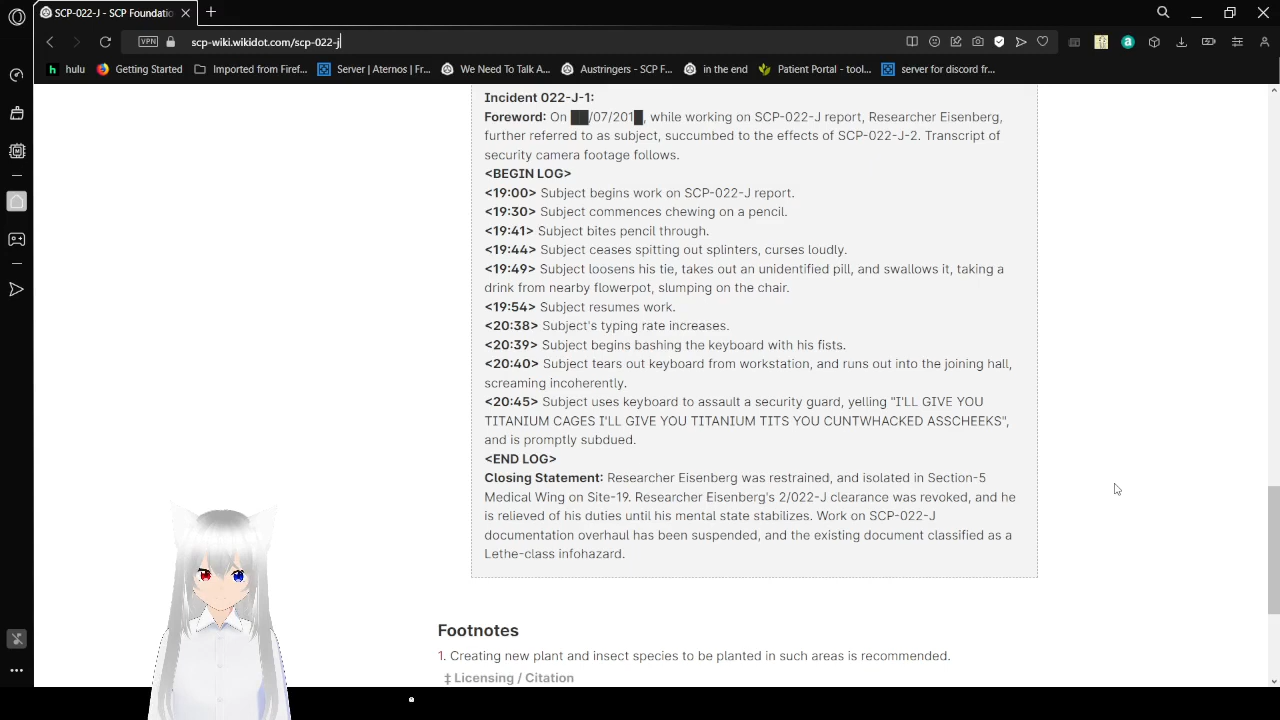 SCP-022-J - SCP Foundatio
scp-wiki.wikidot.com/scp-022-j
VPN
hulu
Getting Started
Imported from Firef...
Server | Aternos | Fr...
We Need To Talk A...
Austringers - SCP F...
in the end
Patient Portal - tool...
server for discord fr...
Incident 022-J-1:
Foreword: On ██/07/201█, while working on SCP-022-J report, Researcher Eisenberg,
further referred to as subject, succumbed to the effects of SCP-022-J-2. Transcript of
security camera footage follows.
<BEGIN LOG>
<19:00> Subject begins work on SCP-022-J report.
<19:30> Subject commences chewing on a pencil.
<19:41> Subject bites pencil through.
<19:44> Subject ceases spitting out splinters, curses loudly.
<19:49> Subject loosens his tie, takes out an unidentified pill, and swallows it, taking a
drink from nearby flowerpot, slumping on the chair.
<19:54> Subject resumes work.
<20:38> Subject's typing rate increases.
<20:39> Subject begins bashing the keyboard with his fists.
<20:40> Subject tears out keyboard from workstation, and runs out into the joining hall,
screaming incoherently.
<20:45> Subject uses keyboard to assault a security guard, yelling "I'LL GIVE YOU
TITANIUM CAGES I'LL GIVE YOU TITANIUM TITS YOU CUNTWHACKED ASSCHEEKS",
and is promptly subdued.
<END LOG>
Closing Statement: Researcher Eisenberg was restrained, and isolated in Section-5
Medical Wing on Site-19. Researcher Eisenberg's 2/022-J clearance was revoked, and he
is relieved of his duties until his mental state stabilizes. Work on SCP-022-J
documentation overhaul has been suspended, and the existing document classified as a
Lethe-class infohazard.
Footnotes
1. Creating new plant and insect species to be planted in such areas is recommended.
‡ Licensing / Citation